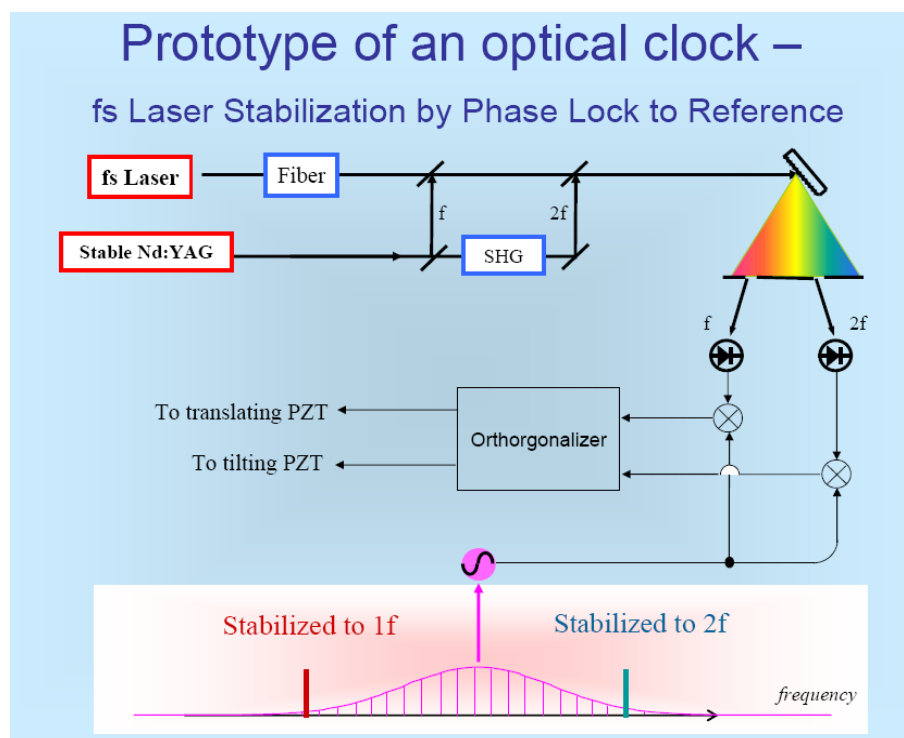 Prototype of an optical clock –
fs Laser Stabilization by Phase Lock to Reference
fs Laser
Fiber
f
2f
Stable Nd:YAG
SHG
f
2f
To translating PZT
Orthorgonalizer
To tilting PZT
Stabilized to 1f
Stabilized to 2f
frequency